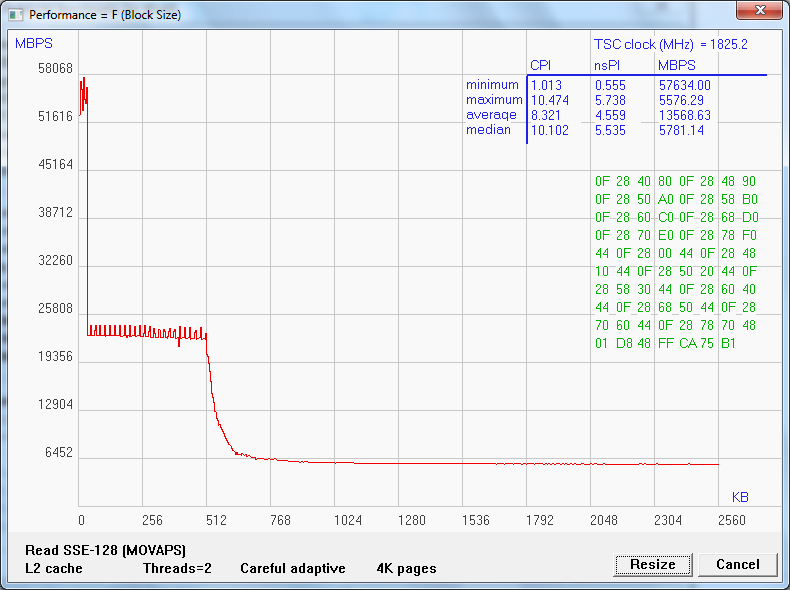 Performance = F (Block Size)
MBPS
TSC clock (MHz) = 1825.2
CPI nsPI MBPS
minimum 1.013 0.555 57634.00
maximum 10.474 5.738 5576.29
average 8.321 4.559 13568.63
median 10.102 5.535 5781.14
58068
51616
45164
38712
32260
25808
19356
12904
6452
0F 28 40 80 0F 28 48 90
0F 28 50 A0 0F 28 58 B0
0F 28 60 C0 0F 28 68 D0
0F 28 70 E0 0F 28 78 F0
44 0F 28 00 44 0F 28 48
10 44 0F 28 50 20 44 0F
28 58 30 44 0F 28 60 40
44 0F 28 68 50 44 0F 28
70 60 44 0F 28 78 70 48
01 D8 48 FF CA 75 B1
KB
0 256 512 768 1024 1280 1536 1792 2048 2304 2560
Read SSE-128 (MOVAPS)
L2 cache Threads=2 Careful adaptive 4K pages
Resize Cancel